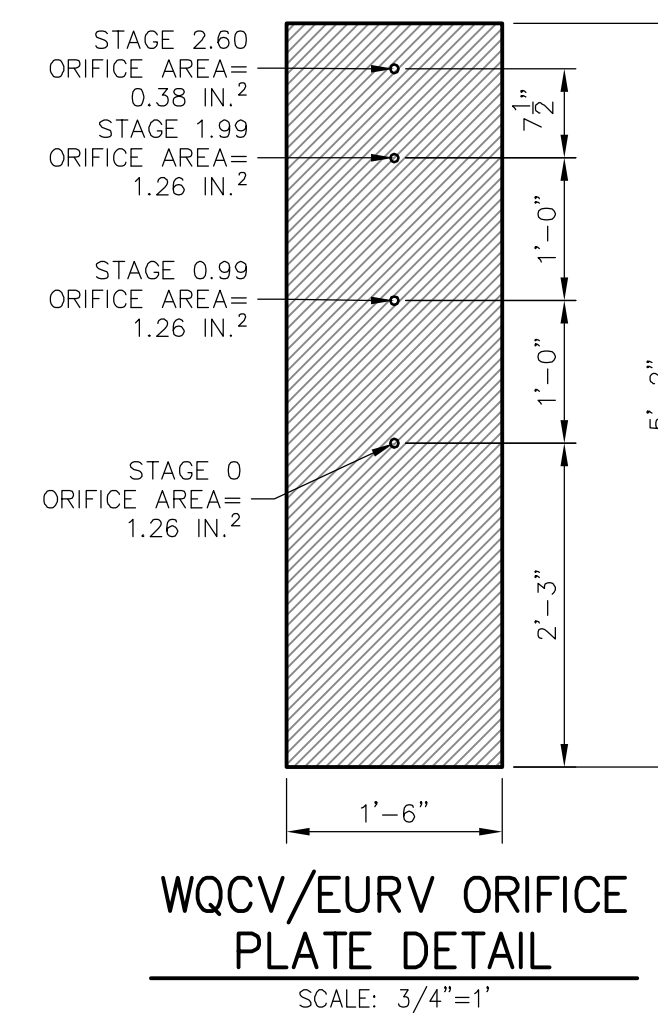 STAGE 2.60
ORIFICE AREA=
0.38 IN.²
STAGE 1.99
ORIFICE AREA=
1.26 IN.²
STAGE 0.99
ORIFICE AREA=
1.26 IN.²
STAGE 0
ORIFICE AREA=
1.26 IN.²
7½"
1'-0"
1'-0"
2'-3"
1'-6"
WQCV/EURV ORIFICE
PLATE DETAIL
SCALE: 3/4"=1'